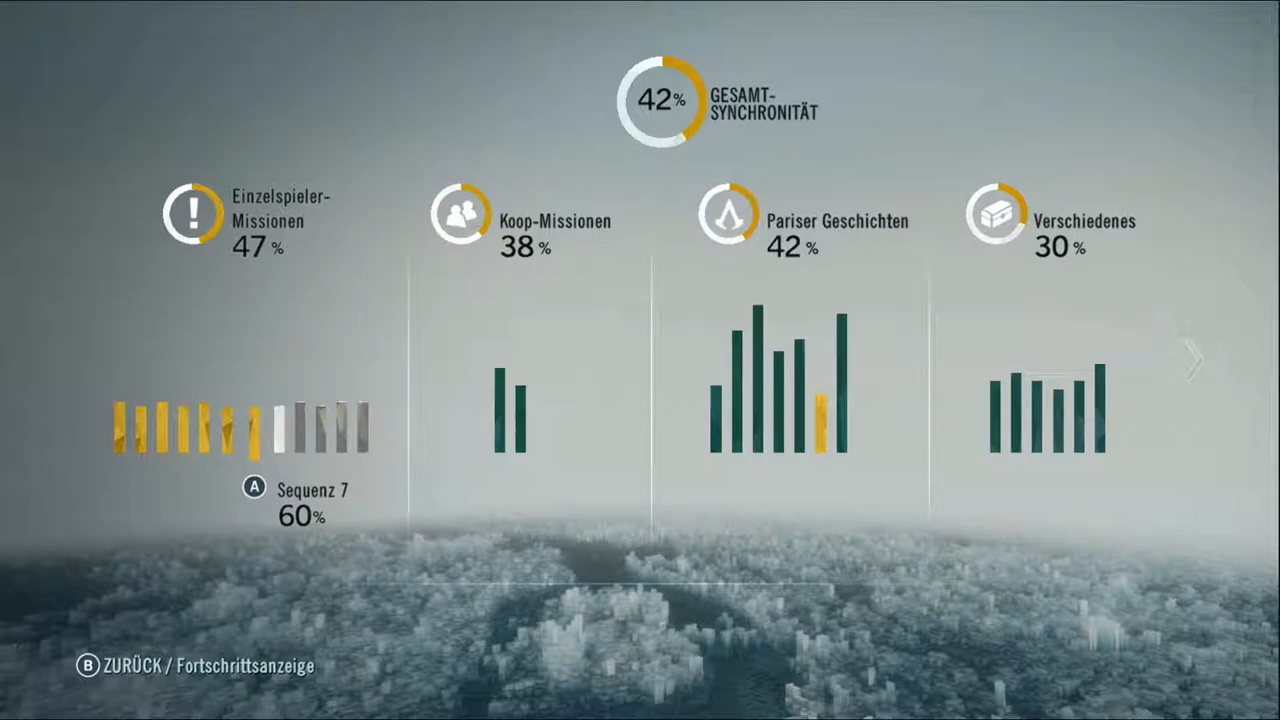 42%
GESAMT-
SYNCHRONITÄT
Einzelspieler-
Missionen
47 %
Koop-Missionen
38 %
Pariser Geschichten
42 %
Verschiedenes
30 %
A Sequenz 7
60%
B ZURÜCK / Fortschrittsanzeige